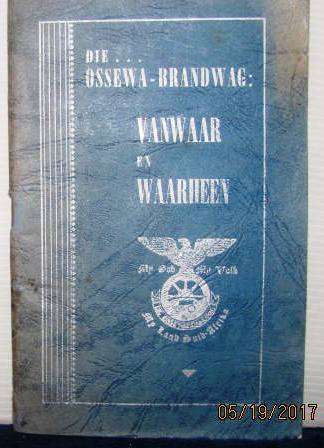 DIE . . .
OSSEWA-BRANDWAG:
VANWAAR
EN
WAARHEEN
My God My Volk
My Land Suid-Afrika
05/19/2017